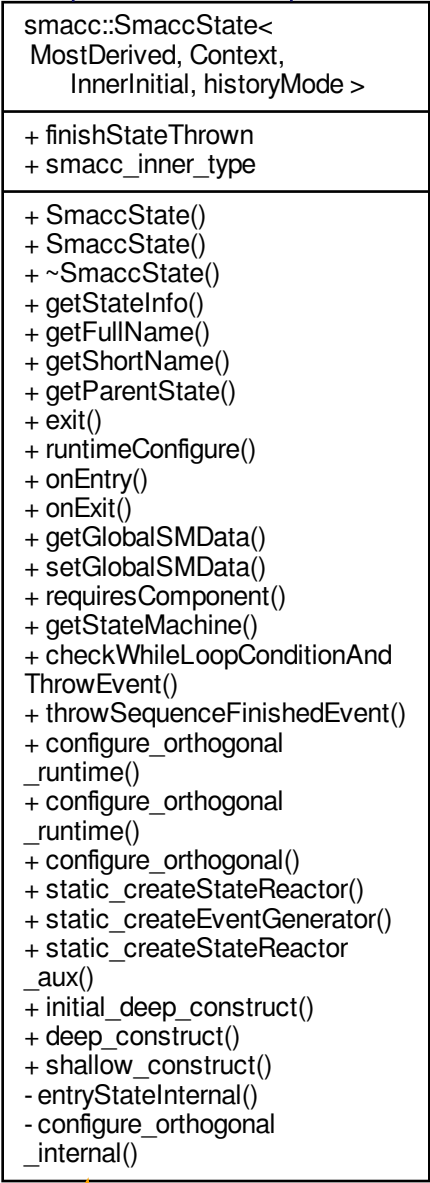 smacc::SmaccState<
MostDerived, Context,
InnerInitial, historyMode >
+ finishStateThrown
+ smacc_inner_type
+ SmaccState()
+ SmaccState()
+ ~SmaccState()
+ getStateInfo()
+ getFullName()
+ getShortName()
+ getParentState()
+ exit()
+ runtimeConfigure()
+ onEntry()
+ onExit()
+ getGlobalSMData()
+ setGlobalSMData()
+ requiresComponent()
+ getStateMachine()
+ checkWhileLoopConditionAnd
ThrowEvent()
+ throwSequenceFinishedEvent()
+ configure_orthogonal
_runtime()
+ configure_orthogonal
_runtime()
+ configure_orthogonal()
+ static_createStateReactor()
+ static_createEventGenerator()
+ static_createStateReactor
_aux()
+ initial_deep_construct()
+ deep_construct()
+ shallow_construct()
- entryStateInternal()
- configure_orthogonal
_internal()